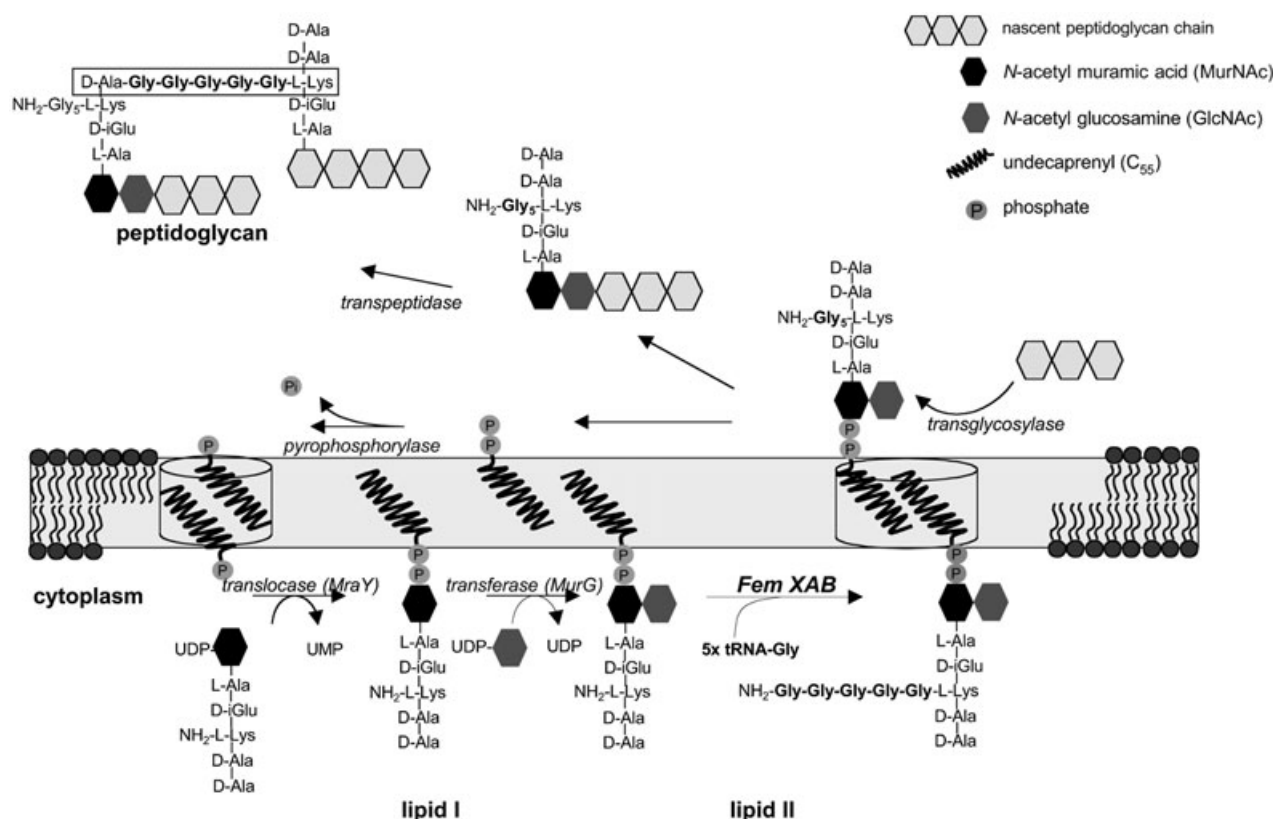 D-Ala
D-Ala
D-Ala-Gly-Gly-Gly-Gly-Gly-L-Lys
NH₂-Gly₅-L-Lys
D-iGlu
D-iGlu
L-Ala
L-Ala
peptidoglycan
nascent peptidoglycan chain
N-acetyl muramic acid (MurNAc)
N-acetyl glucosamine (GlcNAc)
undecaprenyl (C₅₅)
P phosphate
D-Ala
D-Ala
NH₂-Gly₅-L-Lys
D-iGlu
L-Ala
transpeptidase
D-Ala
D-Ala
NH₂-Gly₅-L-Lys
D-iGlu
L-Ala
transglycosylase
P
P
Pi
pyrophosphorylase
P
P
P
cytoplasm
P
translocase (MraY)
UDP-
UMP
L-Ala
D-iGlu
NH₂-L-Lys
D-Ala
D-Ala
P
P
L-Ala
D-iGlu
NH₂-L-Lys
D-Ala
D-Ala
lipid I
transferase (MurG)
UDP-
UDP
P
P
L-Ala
D-iGlu
NH₂-L-Lys
D-Ala
D-Ala
lipid II
Fem XAB
5x tRNA-Gly
P
P
L-Ala
D-iGlu
NH₂-Gly-Gly-Gly-Gly-Gly-L-Lys
D-Ala
D-Ala